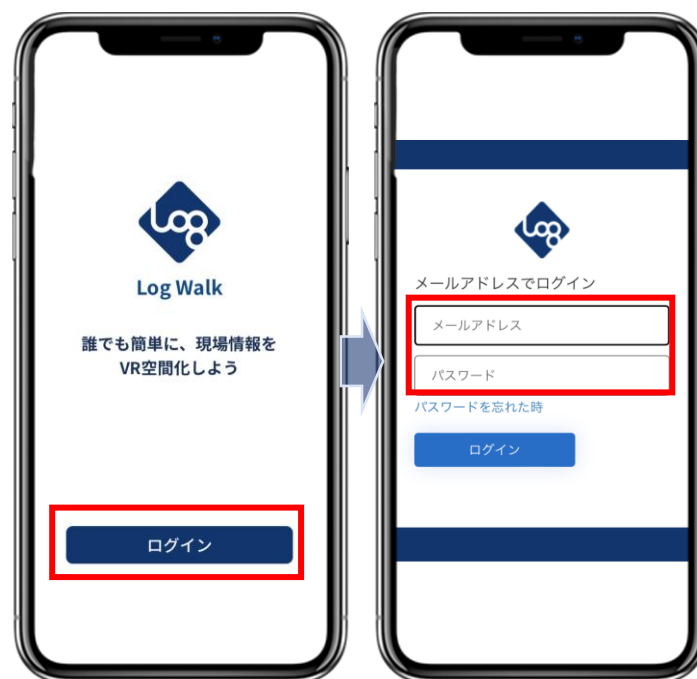 Log
Log Walk
誰でも簡単に、現場情報を
VR空間化しよう
ログイン
Log
メールアドレスでログイン
メールアドレス
パスワード
パスワードを忘れた時
ログイン